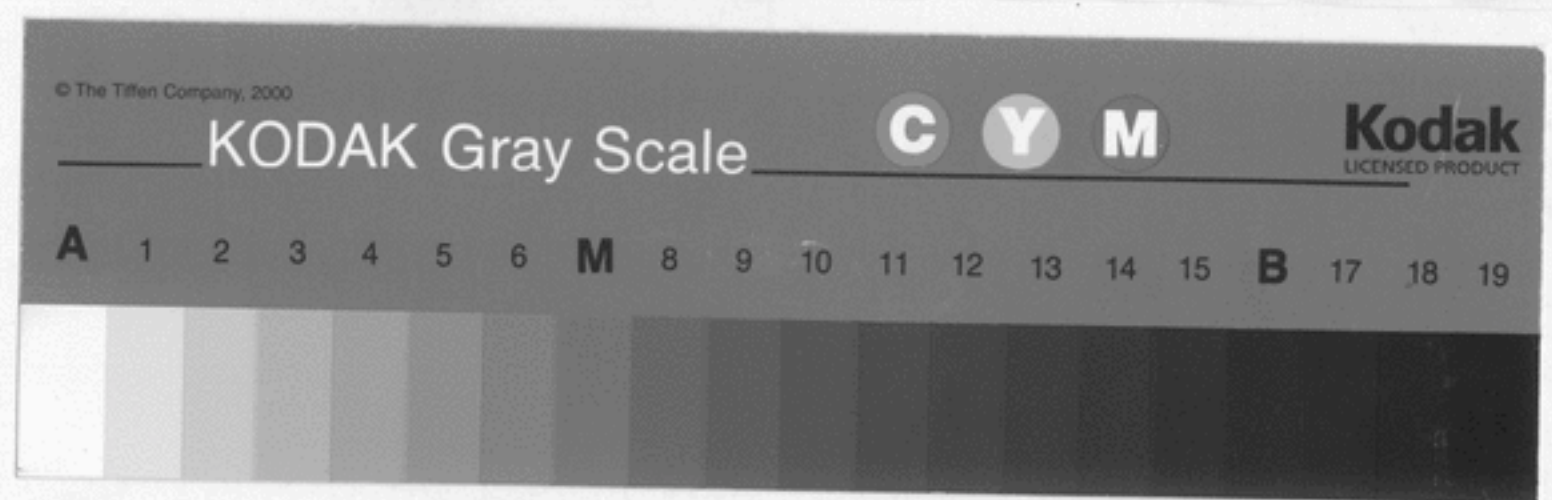 © The Tiffen Company, 2000
KODAK Gray Scale
C Y M
Kodak
LICENSED PRODUCT
A 1 2 3 4 5 6 M 8 9 10 11 12 13 14 15 B 17 18 19